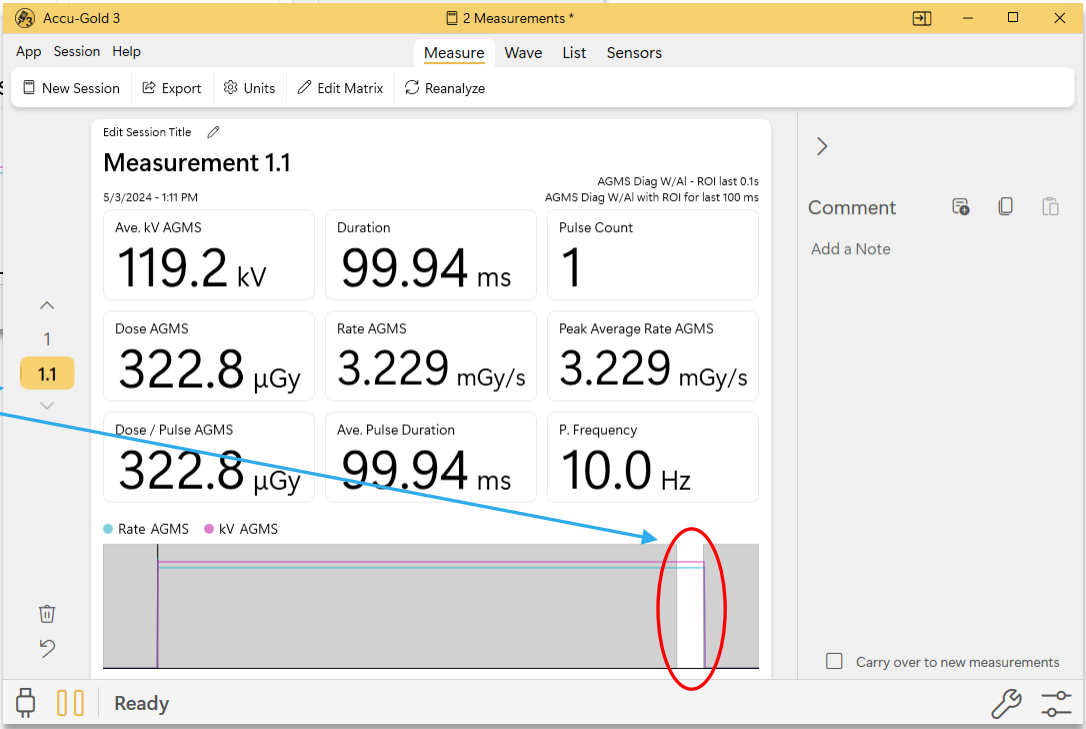 Accu-Gold 3
2 Measurements *
App Session Help
Measure Wave List Sensors
New Session Export Units Edit Matrix Reanalyze
Edit Session Title
Measurement 1.1
AGMS Diag W/Al - ROI last 0.1s
5/3/2024 - 1:11 PM
AGMS Diag W/Al with ROI for last 100 ms
Ave. kV AGMS
119.2 kV
Duration
99.94 ms
Pulse Count
1
Dose AGMS
322.8 µGy
Rate AGMS
3.229 mGy/s
Peak Average Rate AGMS
3.229 mGy/s
Dose / Pulse AGMS
322.8 µGy
Ave. Pulse Duration
99.94 ms
P. Frequency
10.0 Hz
Rate AGMS kV AGMS
1
1.1
Comment
Add a Note
Carry over to new measurements
Ready